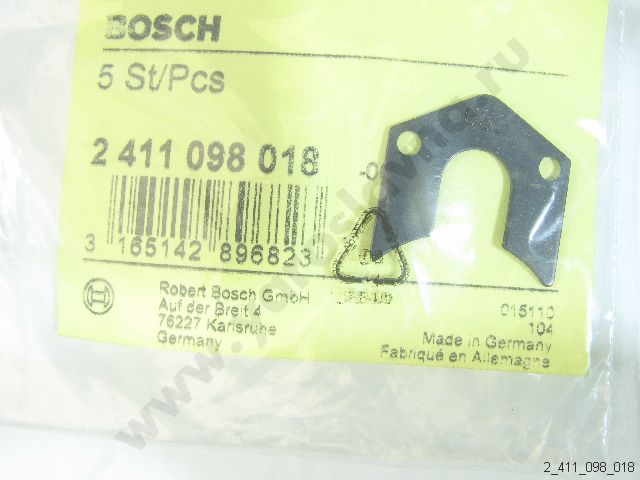 BOSCH
5 St/Pcs
2 411 098 018
3 165142 896823
Robert Bosch GmbH
Auf der Breit 4
76227 Karlsruhe
Germany
015110
104
Made in Germany
Fabriqué en Allemagne
2_411_098_018